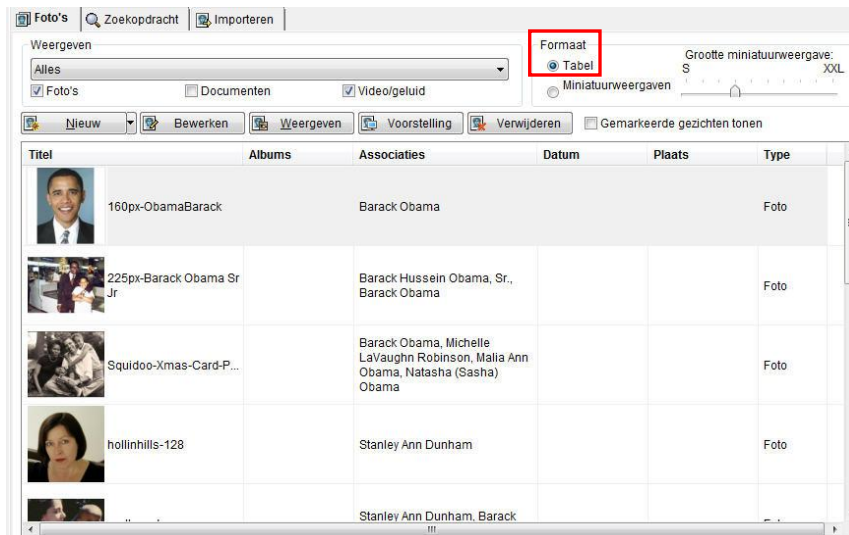 Foto's Zoekopdracht Importeren
Weergeven Formaat
Grootte miniatuurweergave:
Alles Tabel S XXL
Foto's Documenten Video/geluid Miniatuurweergaven
Nieuw Bewerken Weergeven Voorstelling Verwijderen Gemarkeerde gezichten tonen
Titel Albums Associaties Datum Plaats Type
160px-ObamaBarack Barack Obama Foto
225px-Barack Obama Sr Barack Hussein Obama, Sr., Foto
Jr Barack Obama
Barack Obama, Michelle
LaVaughn Robinson, Malia Ann
Squidoo-Xmas-Card-P... Obama, Natasha (Sasha) Foto
Obama
hollinhills-128 Stanley Ann Dunham Foto
Stanley Ann Dunham, Barack